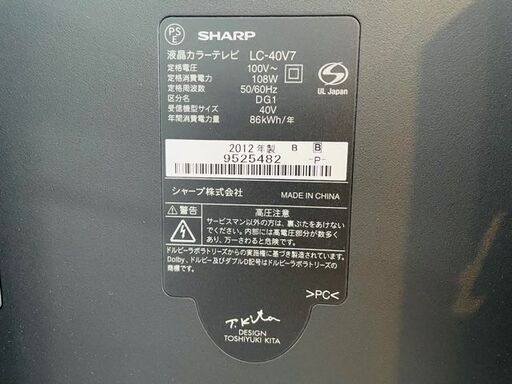 PS
E
SHARP
液晶カラーテレビ LC-40V7
定格電圧 100V～
定格消費電力 108W
定格周波数 50/60Hz
区分名 DG1
受信機型サイズ 40V
年間消費電力量 86kWh/年
UL Japan
2012年製 B B
9525482 -P-
シャープ株式会社 MADE IN CHINA
警告 高圧注意
サービスマン以外の方は、裏ぶたをあけないで
ください。内部には高電圧部分が数多く
あり、万一さわると危険です。
ドルビーラボラトリーズからの実施権に基づき製造されています。
Dolby、ドルビー及びダブルD記号はドルビーラボラトリーズの
商標です。
>PC<
T. Kita
DESIGN
TOSHIYUKI KITA